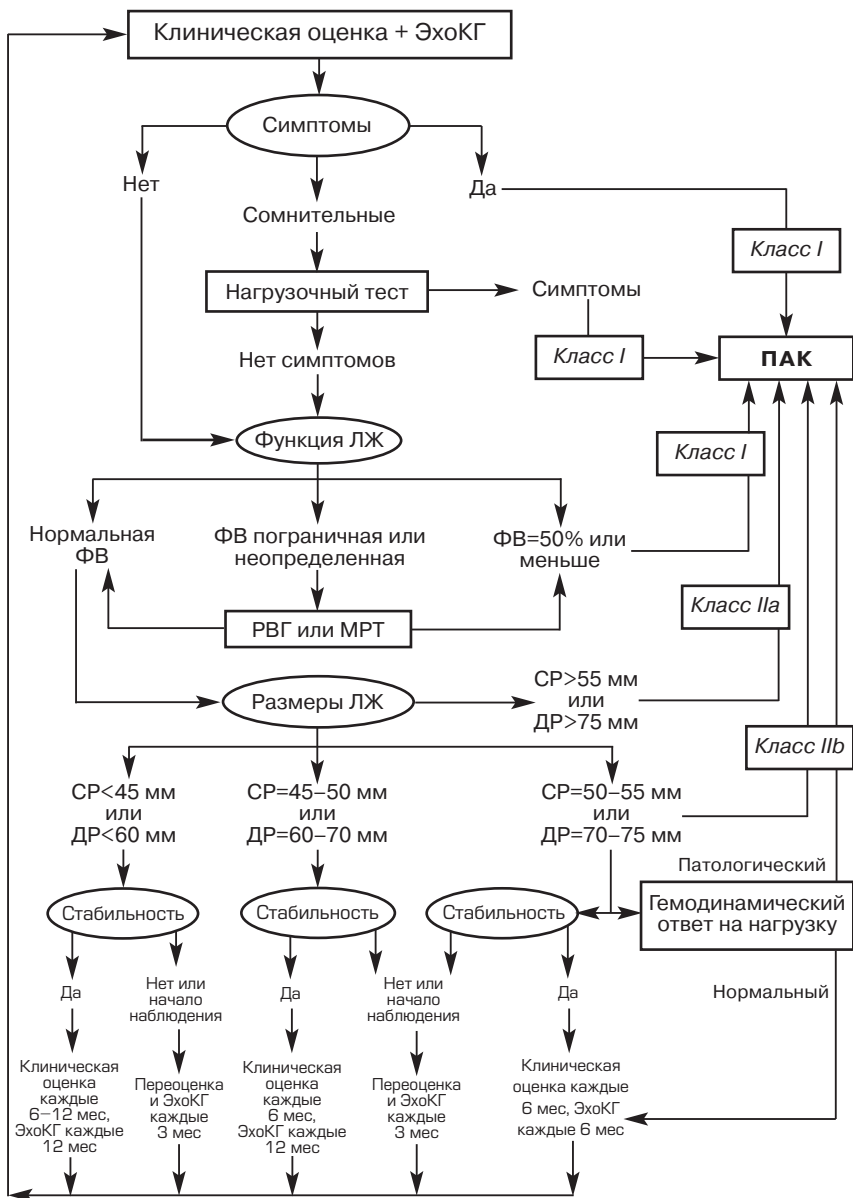 Клиническая оценка + ЭхоКГ
Симптомы
Нет
Да
Сомнительные
Класс I
Нагрузочный тест
Симптомы
Нет симптомов
Класс I
ПАК
Функция ЛЖ
Класс I
Нормальная
ФВ
ФВ пограничная или
неопределенная
ФВ=50% или
меньше
Класс IIa
РВГ или МРТ
Размеры ЛЖ
СР>55 мм
или
ДР>75 мм
Класс IIb
СР<45 мм
или
ДР<60 мм
СР=45–50 мм
или
ДР=60–70 мм
СР=50–55 мм
или
ДР=70–75 мм
Патологический
Стабильность
Стабильность
Стабильность
Гемодинамический
ответ на нагрузку
Нормальный
Да
Нет или
начало
наблюдения
Да
Нет или
начало
наблюдения
Да
Клиническая
оценка
каждые
6–12 мес,
ЭхоКГ каждые
12 мес
Переоценка
и ЭхоКГ
каждые
3 мес
Клиническая
оценка
каждые
6 мес,
ЭхоКГ каждые
12 мес
Переоценка
и ЭхоКГ
каждые
3 мес
Клиническая
оценка каждые
6 мес, ЭхоКГ
каждые 6 мес